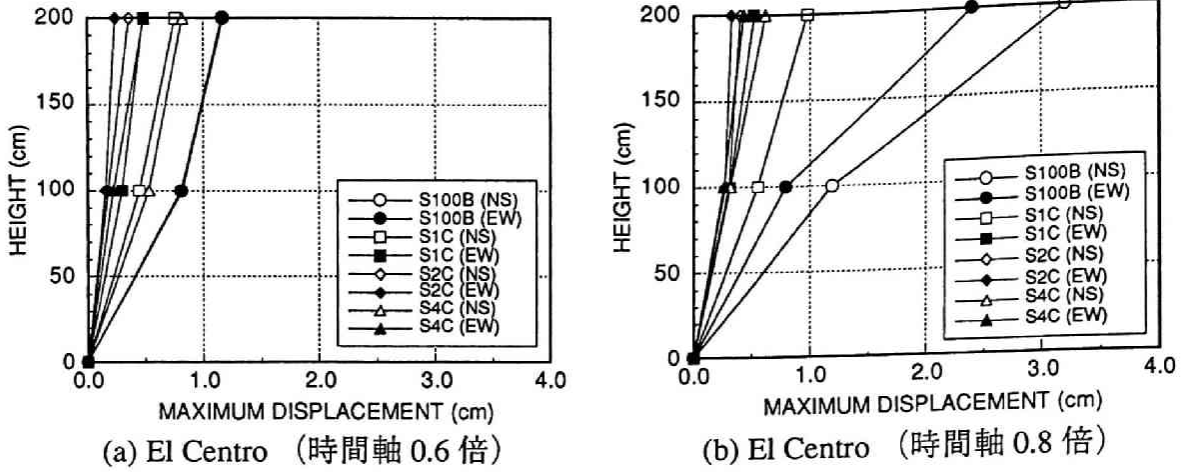 200
150
100
50
0
HEIGHT (cm)
0.0 1.0 2.0 3.0 4.0
MAXIMUM DISPLACEMENT (cm)
S100B (NS)
S100B (EW)
S1C (NS)
S1C (EW)
S2C (NS)
S2C (EW)
S4C (NS)
S4C (EW)
(a) El Centro （時間軸 0.6 倍）
200
150
100
50
0
HEIGHT (cm)
0.0 1.0 2.0 3.0 4.0
MAXIMUM DISPLACEMENT (cm)
S100B (NS)
S100B (EW)
S1C (NS)
S1C (EW)
S2C (NS)
S2C (EW)
S4C (NS)
S4C (EW)
(b) El Centro （時間軸 0.8 倍）